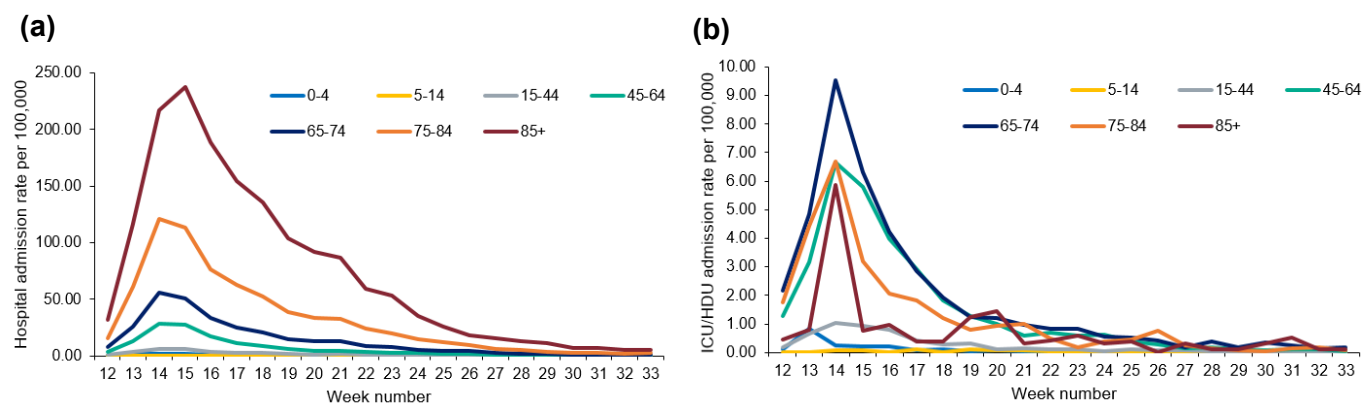 (a)
Hospital admission rate per 100,000
250.00
200.00
150.00
100.00
50.00
0.00
0-4 5-14 15-44 45-64
65-74 75-84 85+
12 13 14 15 16 17 18 19 20 21 22 23 24 25 26 27 28 29 30 31 32 33
Week number
(b)
ICU/HDU admission rate per 100,000
10.00
9.00
8.00
7.00
6.00
5.00
4.00
3.00
2.00
1.00
0.00
0-4 5-14 15-44 45-64
65-74 75-84 85+
12 13 14 15 16 17 18 19 20 21 22 23 24 25 26 27 28 29 30 31 32 33
Week number